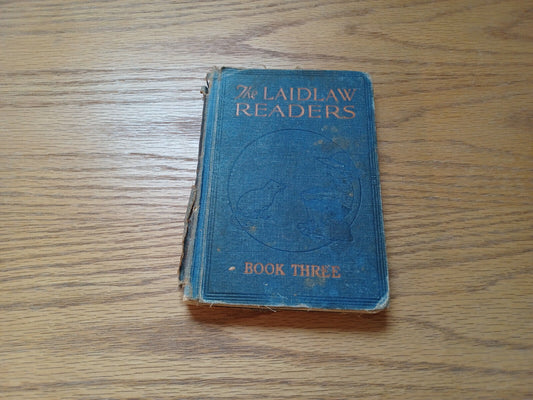 The LAIDLAW
READERS
BOOK THREE